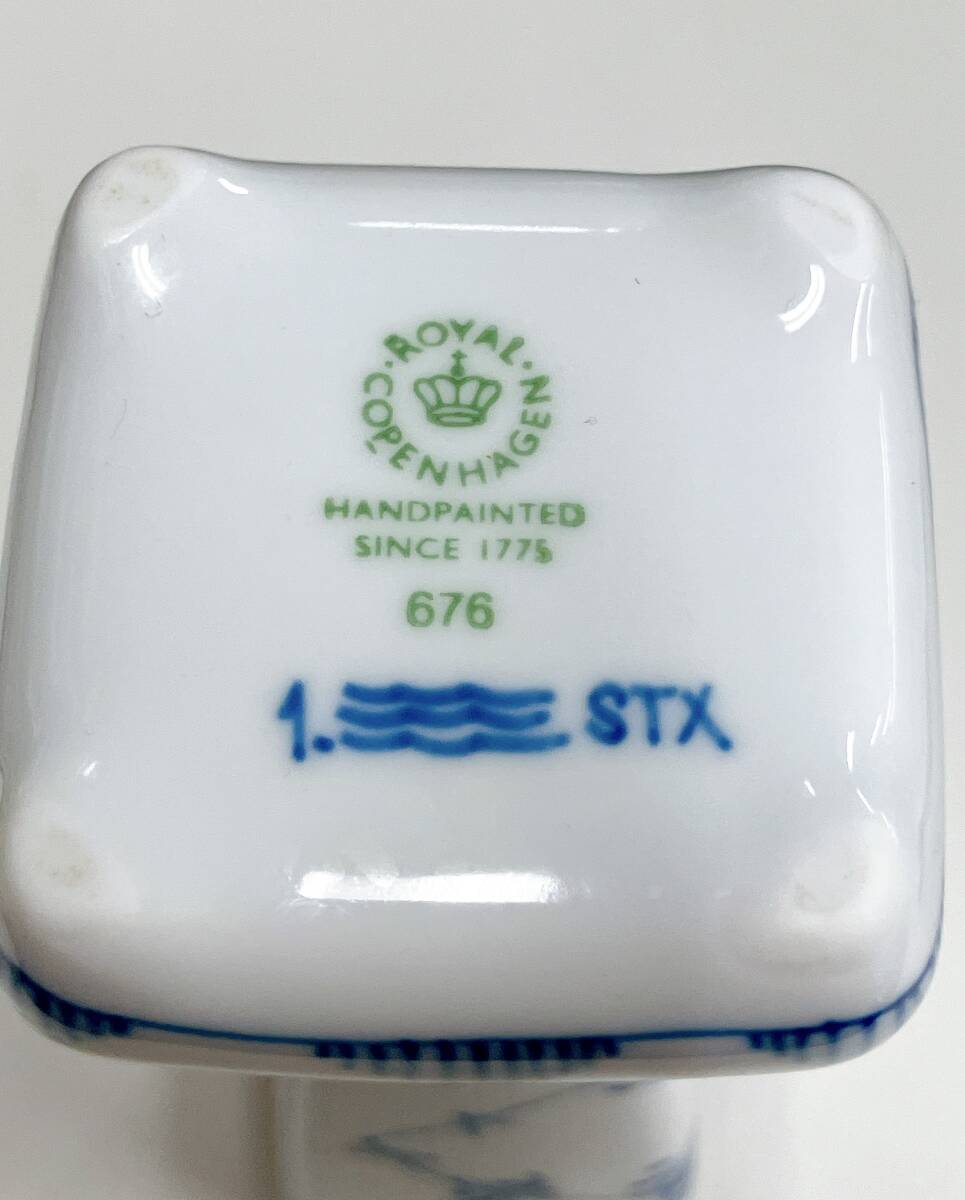 ROYAL
COPENHAGEN
HANDPAINTED
SINCE 1775
676
1. STX